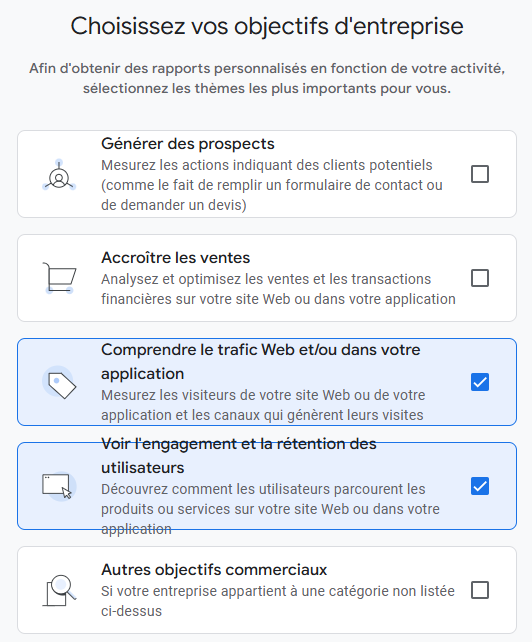 Choisissez vos objectifs d'entreprise
Afin d'obtenir des rapports personnalisés en fonction de votre activité,
sélectionnez les thèmes les plus importants pour vous.
Générer des prospects
Mesurez les actions indiquant des clients potentiels
(comme le fait de remplir un formulaire de contact ou
de demander un devis)
Accroître les ventes
Analysez et optimisez les ventes et les transactions
financières sur votre site Web ou dans votre application
Comprendre le trafic Web et/ou dans votre
application
Mesurez les visiteurs de votre site Web ou de votre
application et les canaux qui génèrent leurs visites
Voir l'engagement et la rétention des
utilisateurs
Découvrez comment les utilisateurs parcourent les
produits ou services sur votre site Web ou dans votre
application
Autres objectifs commerciaux
Si votre entreprise appartient à une catégorie non listée
ci-dessus